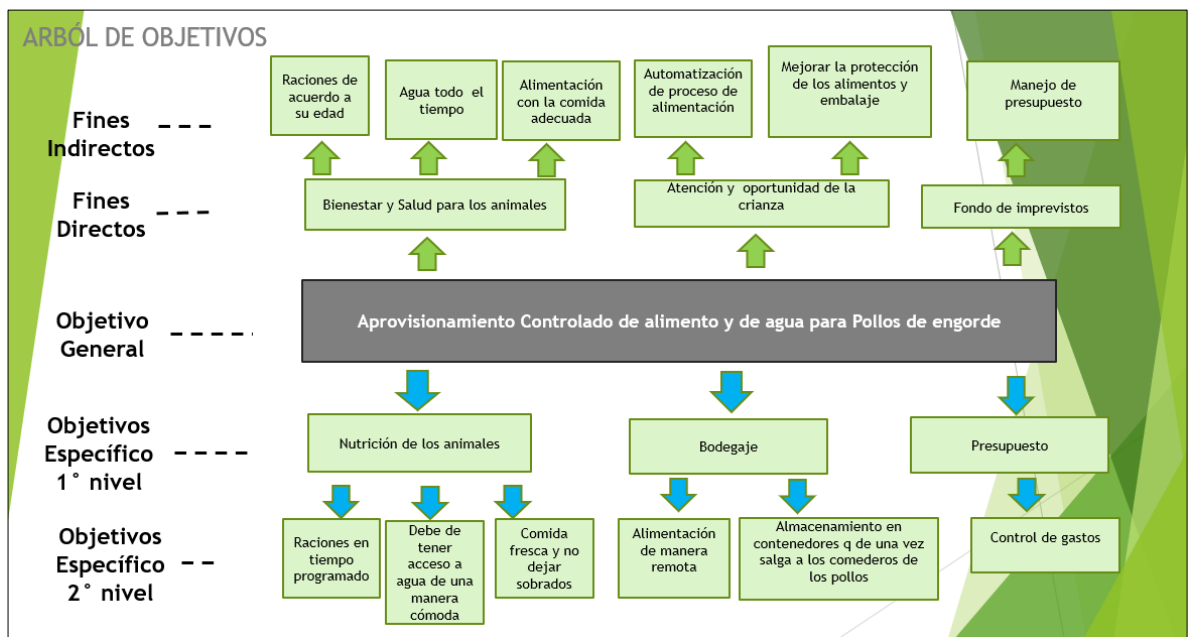 ARBÓL DE OBJETIVOS
Fines
Indirectos
Raciones de
acuerdo a
su edad
Agua todo el
tiempo
Alimentación
con la comida
adecuada
Automatización
de proceso de
alimentación
Mejorar la protección
de los alimentos y
embalaje
Manejo de
presupuesto
Fines
Directos
Bienestar y Salud para los animales
Atención y oportunidad de la
crianza
Fondo de imprevistos
Objetivo
General
Aprovisionamiento Controlado de alimento y de agua para Pollos de engorde
Objetivos
Específico
1° nivel
Nutrición de los animales
Bodegaje
Presupuesto
Objetivos
Específico
2° nivel
Raciones en
tiempo
programado
Debe de
tener
acceso a
agua de una
manera
cómoda
Comida
fresca y no
dejar
sobrados
Alimentación
de manera
remota
Almacenamiento en
contenedores q de una vez
salga a los comederos de
los pollos
Control de gastos